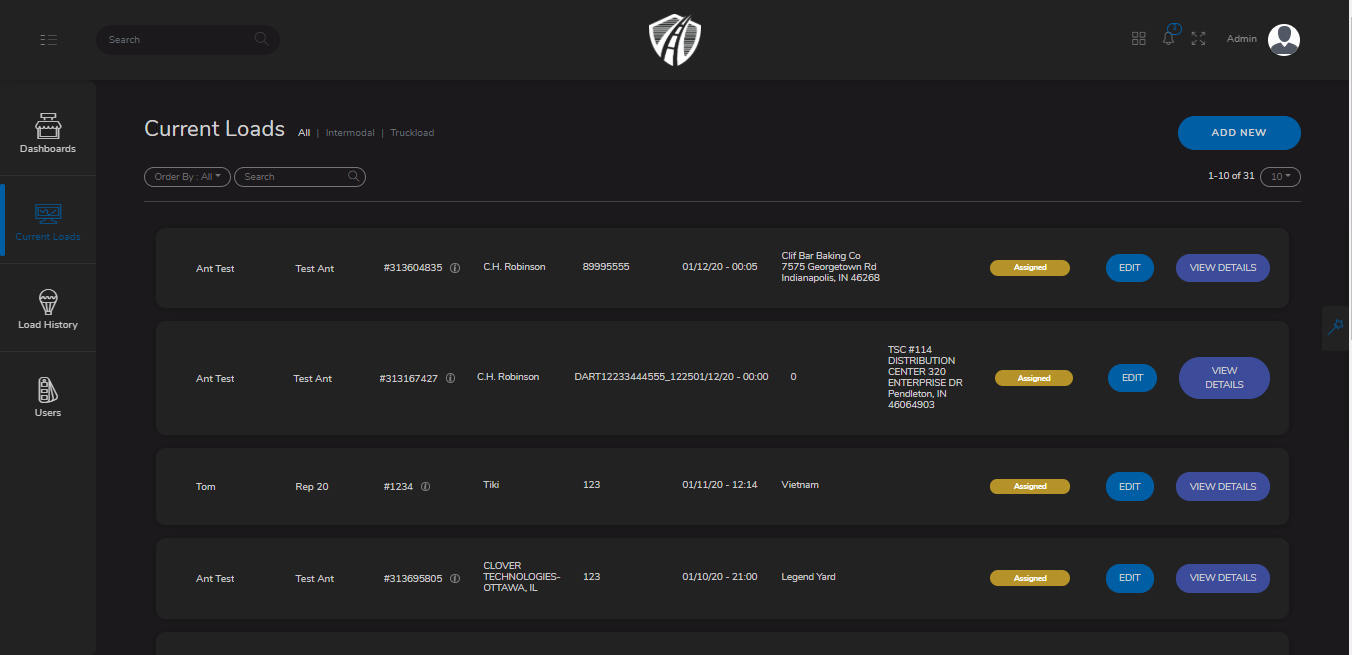 Search
3
Admin
Dashboards
Current Loads
Load History
Users
Current Loads All | Intermodal | Truckload
ADD NEW
Order By : All
Search
1-10 of 31
10
Ant Test
Test Ant
#313604835
C.H. Robinson
89995555
01/12/20 - 00:05
Clif Bar Baking Co
7575 Georgetown Rd
Indianapolis, IN 46268
Assigned
EDIT
VIEW DETAILS
Ant Test
Test Ant
#313167427
C.H. Robinson
DART12233444555_122501/12/20 - 00:00
0
TSC #114
DISTRIBUTION
CENTER 320
ENTERPRISE DR
Pendleton, IN
46064903
Assigned
EDIT
VIEW
DETAILS
Tom
Rep 20
#1234
Tiki
123
01/11/20 - 12:14
Vietnam
Assigned
EDIT
VIEW DETAILS
Ant Test
Test Ant
#313695805
CLOVER
TECHNOLOGIES-
OTTAWA, IL
123
01/10/20 - 21:00
Legend Yard
Assigned
EDIT
VIEW DETAILS